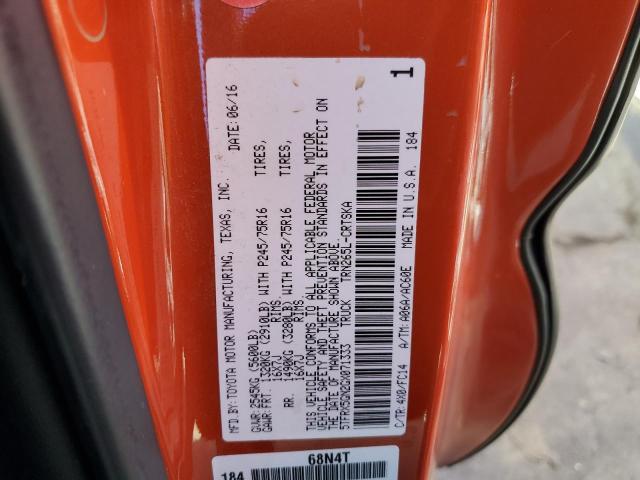 MFD.BY:TOYOTA MOTOR MANUFACTURING, TEXAS, INC. DATE: 06/16
GVWR:2545KG(5600LB)
GAWR:FRT. 1320KG (2910LB) WITH P245/75R16 TIRES,
16X7J RIMS,
RR. 1490KG (3280LB) WITH P245/75R16 TIRES,
16X7J RIMS.
THIS VEHICLE CONFORMS TO ALL APPLICABLE FEDERAL MOTOR
VEHICLE SAFETY AND THEFT PREVENTION STANDARDS IN EFFECT ON
THE DATE OF MANUFACTURE SHOWN ABOVE.
5TFRX5GN2GX071333 TRUCK TRN265L-CRTSKA
C/TR:4X0/FC14 A/TM:A06A/AC60E MADE IN U.S.A. 184
1
68N4T
184